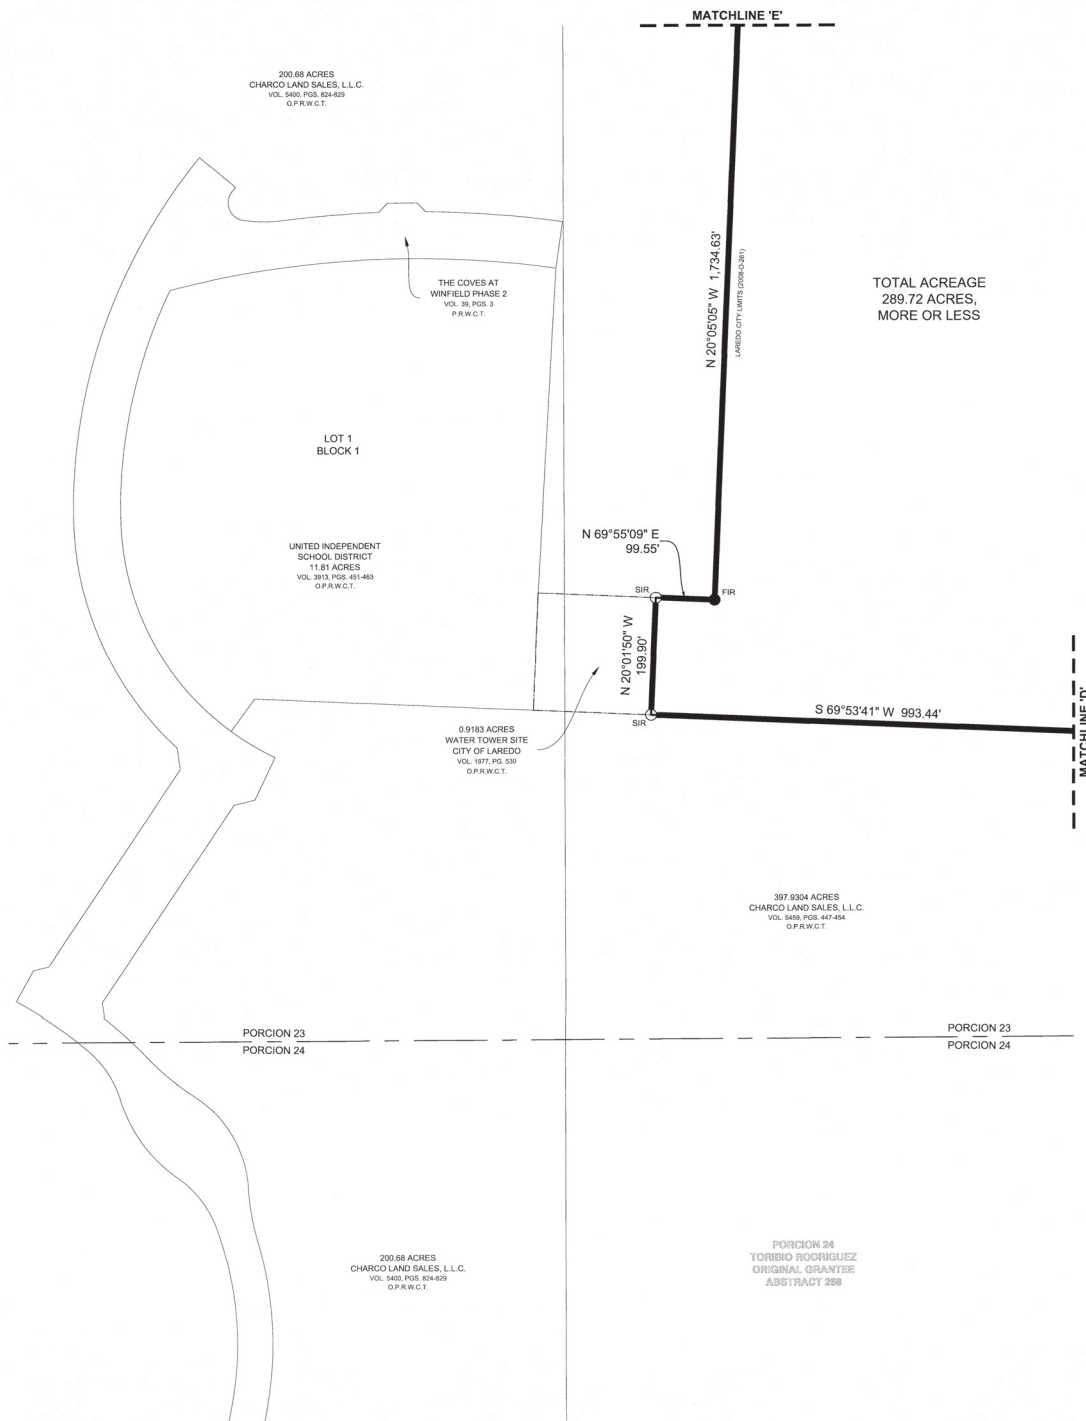 MATCHLINE 'E'
200.68 ACRES
CHARCO LAND SALES, L.L.C.
VOL. 5400, PGS. 824-829
O.P.R.W.C.T.
N 20°05'05" W 1,734.63'
LAREDO CITY LIMITS (2008-O-261)
TOTAL ACREAGE
289.72 ACRES,
MORE OR LESS
THE COVES AT
WINFIELD PHASE 2
VOL. 39, PGS. 3
P.R.W.C.T.
LOT 1
BLOCK 1
UNITED INDEPENDENT
SCHOOL DISTRICT
11.81 ACRES
VOL. 3913, PGS. 451-463
O.P.R.W.C.T.
N 69°55'09" E
99.55'
SIR
FIR
N 20°01'50" W
199.90'
SIR
S 69°53'41" W 993.44'
MATCHLINE 'D'
0.9183 ACRES
WATER TOWER SITE
CITY OF LAREDO
VOL. 1977, PG. 530
O.P.R.W.C.T.
397.9304 ACRES
CHARCO LAND SALES, L.L.C.
VOL. 5459, PGS. 447-454
O.P.R.W.C.T.
PORCION 23
PORCION 24
PORCION 23
PORCION 24
200.68 ACRES
CHARCO LAND SALES, L.L.C.
VOL. 5400, PGS. 824-829
O.P.R.W.C.T.
PORCION 24
TORIBIO RODRIGUEZ
ORIGINAL GRANTEE
ABSTRACT 268